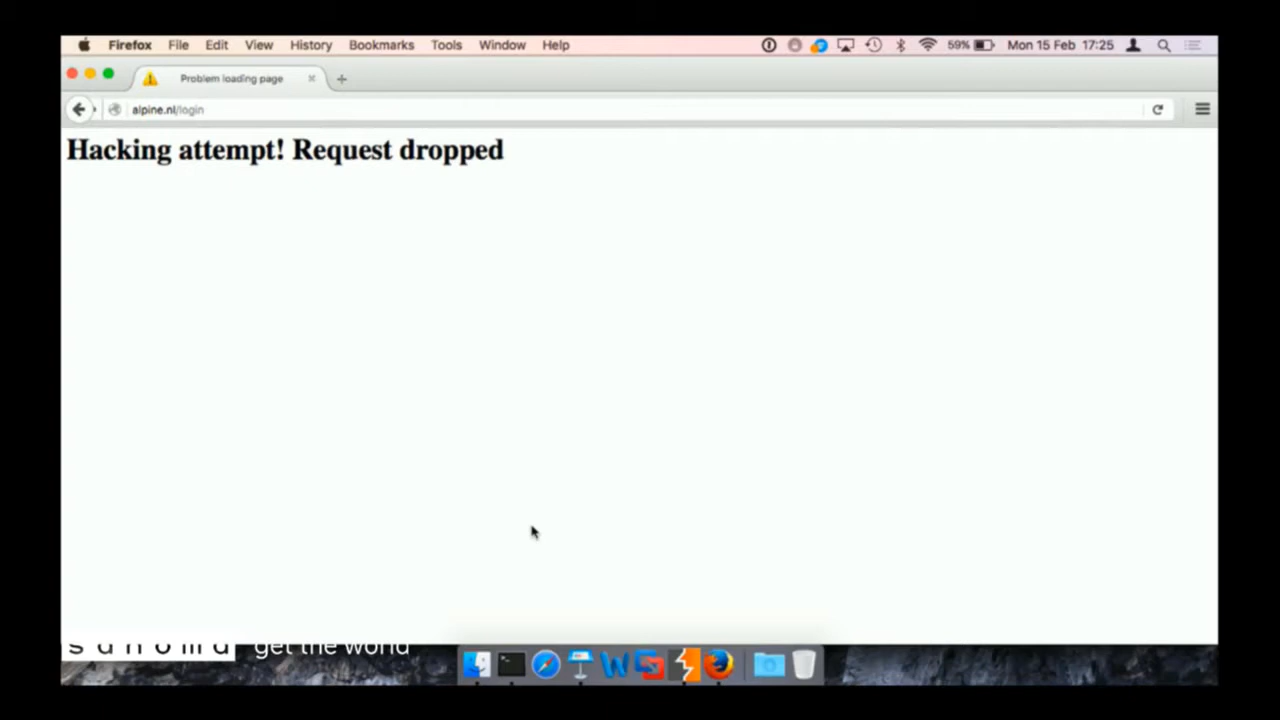 Firefox File Edit View History Bookmarks Tools Window Help 59% Mon 15 Feb 17:25
Problem loading page
alpine.nl/login
Hacking attempt! Request dropped
sanoma get the world